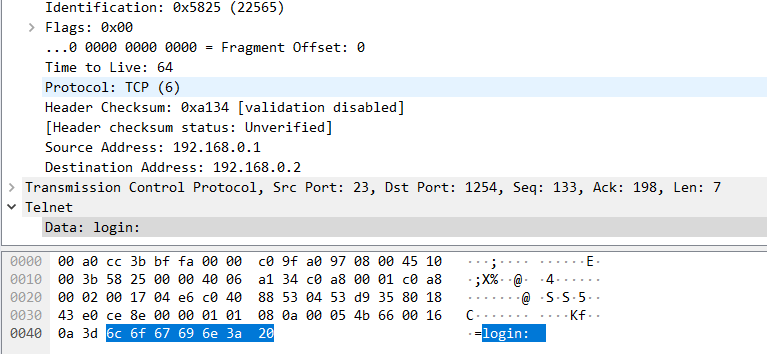 Identification: 0x5825 (22565)
Flags: 0x00
...0 0000 0000 0000 = Fragment Offset: 0
Time to Live: 64
Protocol: TCP (6)
Header Checksum: 0xa134 [validation disabled]
[Header checksum status: Unverified]
Source Address: 192.168.0.1
Destination Address: 192.168.0.2
Transmission Control Protocol, Src Port: 23, Dst Port: 1254, Seq: 133, Ack: 198, Len: 7
Telnet
Data: login:
0000 00 a0 cc 3b bf fa 00 00 c0 9f a0 97 08 00 45 10 ···;···· ······E·
0010 00 3b 58 25 00 00 40 06 a1 34 c0 a8 00 01 c0 a8 ·;X%··@· ·4······
0020 00 02 00 17 04 e6 c0 40 88 53 04 53 d9 35 80 18 ·······@ ·S·S·5··
0030 43 e0 ce 8e 00 00 01 01 08 0a 00 05 4b 66 00 16 C······· ····Kf··
0040 0a 3d 6c 6f 67 69 6e 3a 20 ·=login: